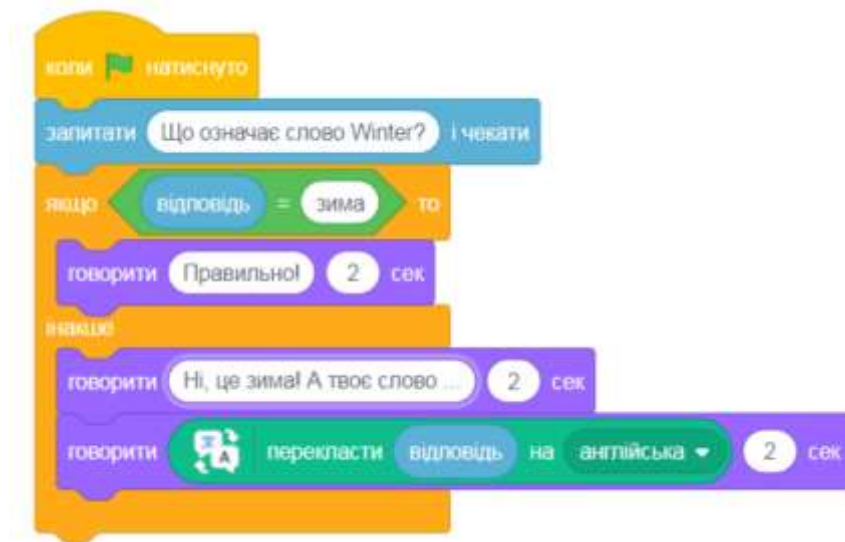 коли натиснуто
запитати Що означає слово Winter? і чекати
якщо відповідь = зима то
говорити Правильно! 2 сек
інакше
говорити Ні, це зима! А твоє слово ... 2 сек
говорити перекласти відповідь на англійська 2 сек